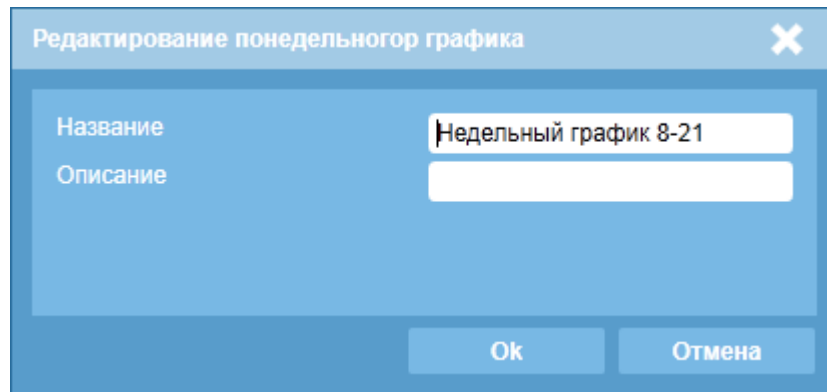 Редактирование понедельногор графика
Название
Недельный график 8-21
Описание
Ok
Отмена